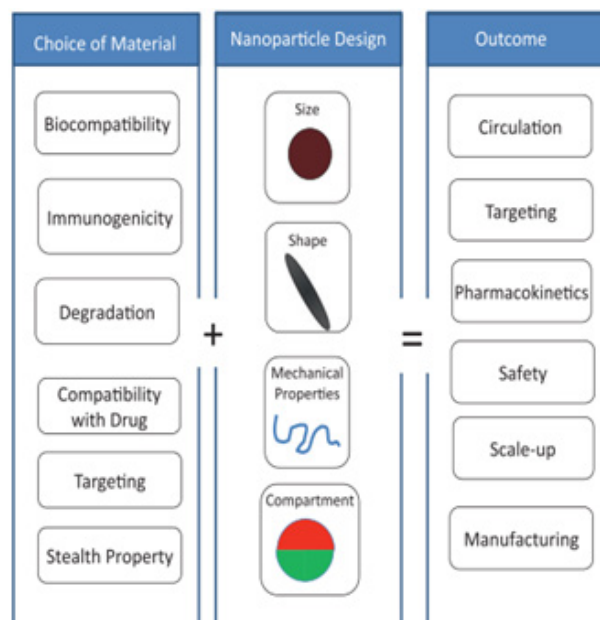 Choice of Material
Biocompatibility
Immunogenicity
Degradation
Compatibility
with Drug
Targeting
Stealth Property
+
Nanoparticle Design
Size
Shape
Mechanical
Properties
Compartment
=
Outcome
Circulation
Targeting
Pharmacokinetics
Safety
Scale-up
Manufacturing